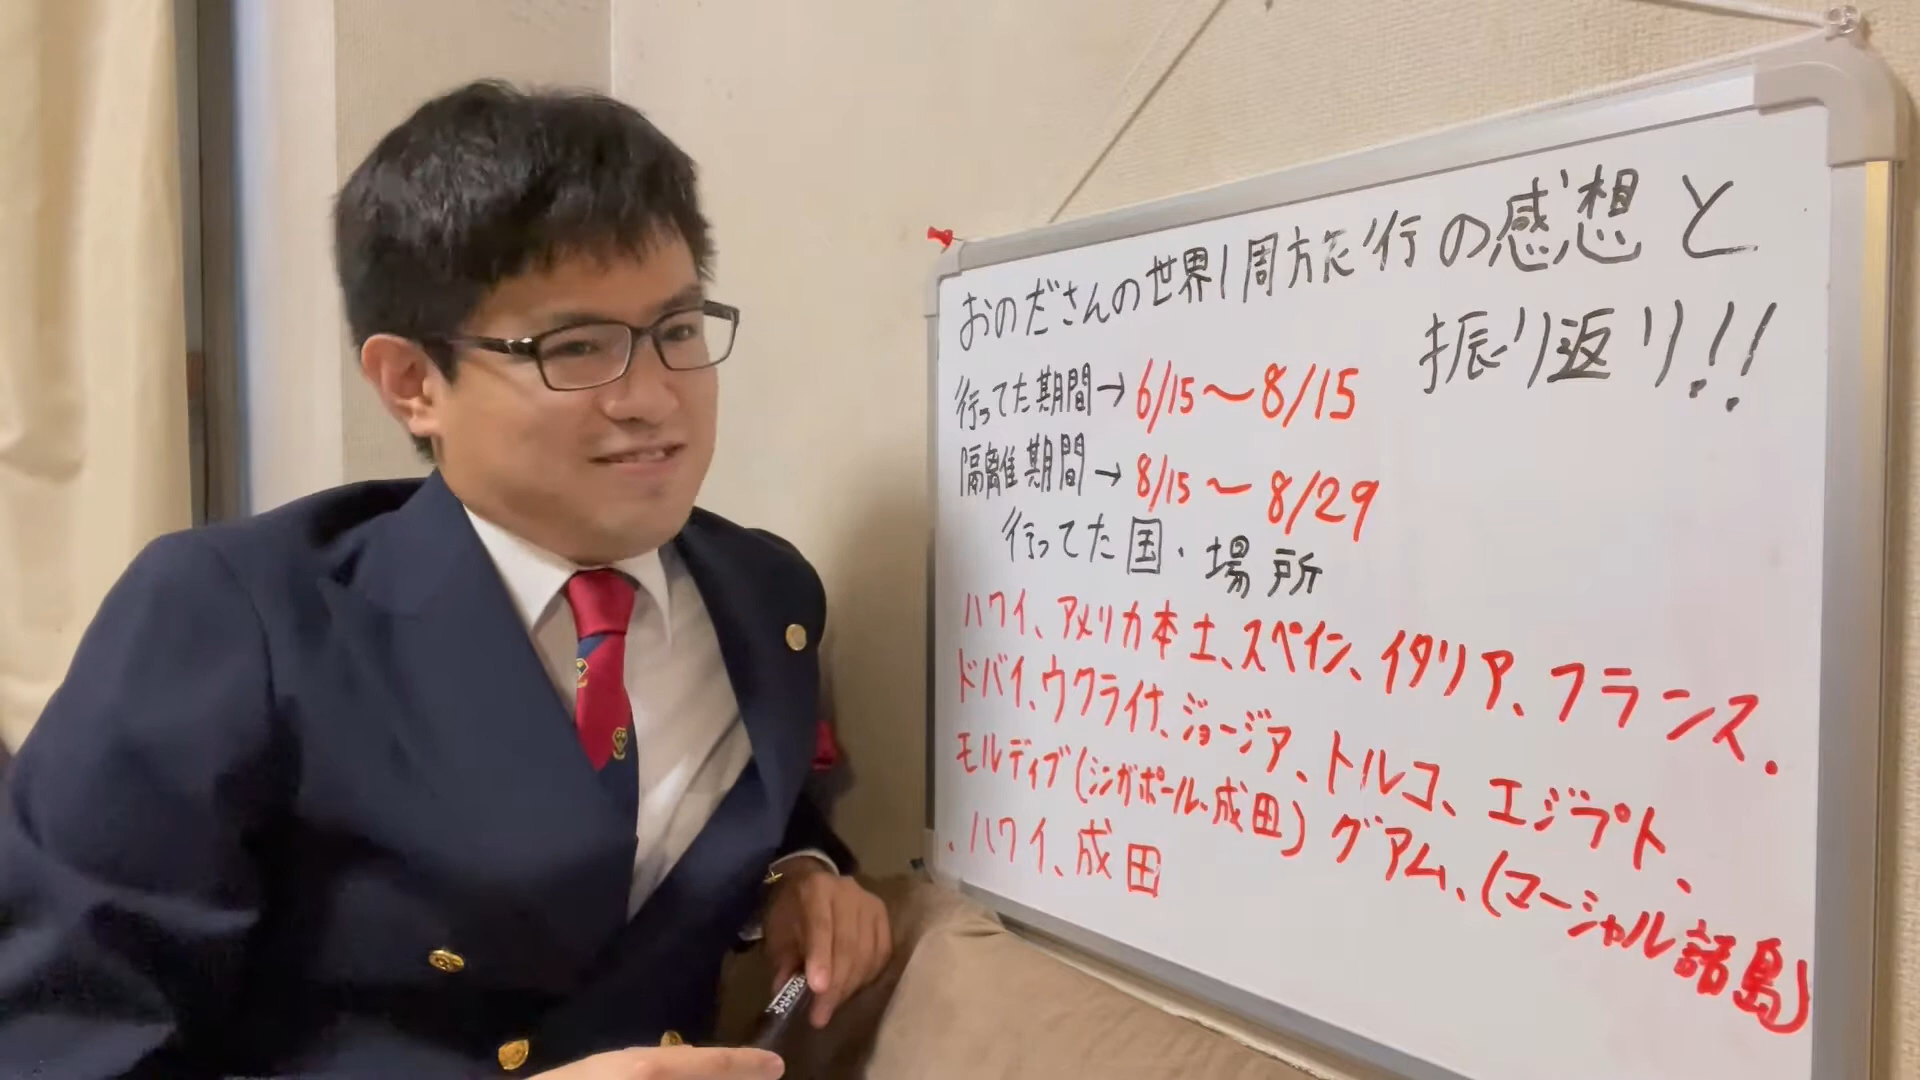 おのださんの世界1周旅行の感想と
振り返り!!
行ってた期間→6/15～8/15
隔離期間→8/15～8/29
行ってた国・場所
ハワイ、アメリカ本土、スペイン、イタリア、フランス.
ドバイ、ウクライナ、ジョージア、トルコ、エジプト、
モルディブ(シンガポール、成田)グアム、(マーシャル諸島)
、ハワイ、成田